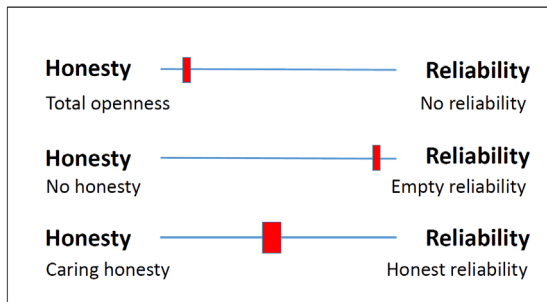 Honesty Reliability
Total openness No reliability
Honesty Reliability
No honesty Empty reliability
Honesty Reliability
Caring honesty Honest reliability